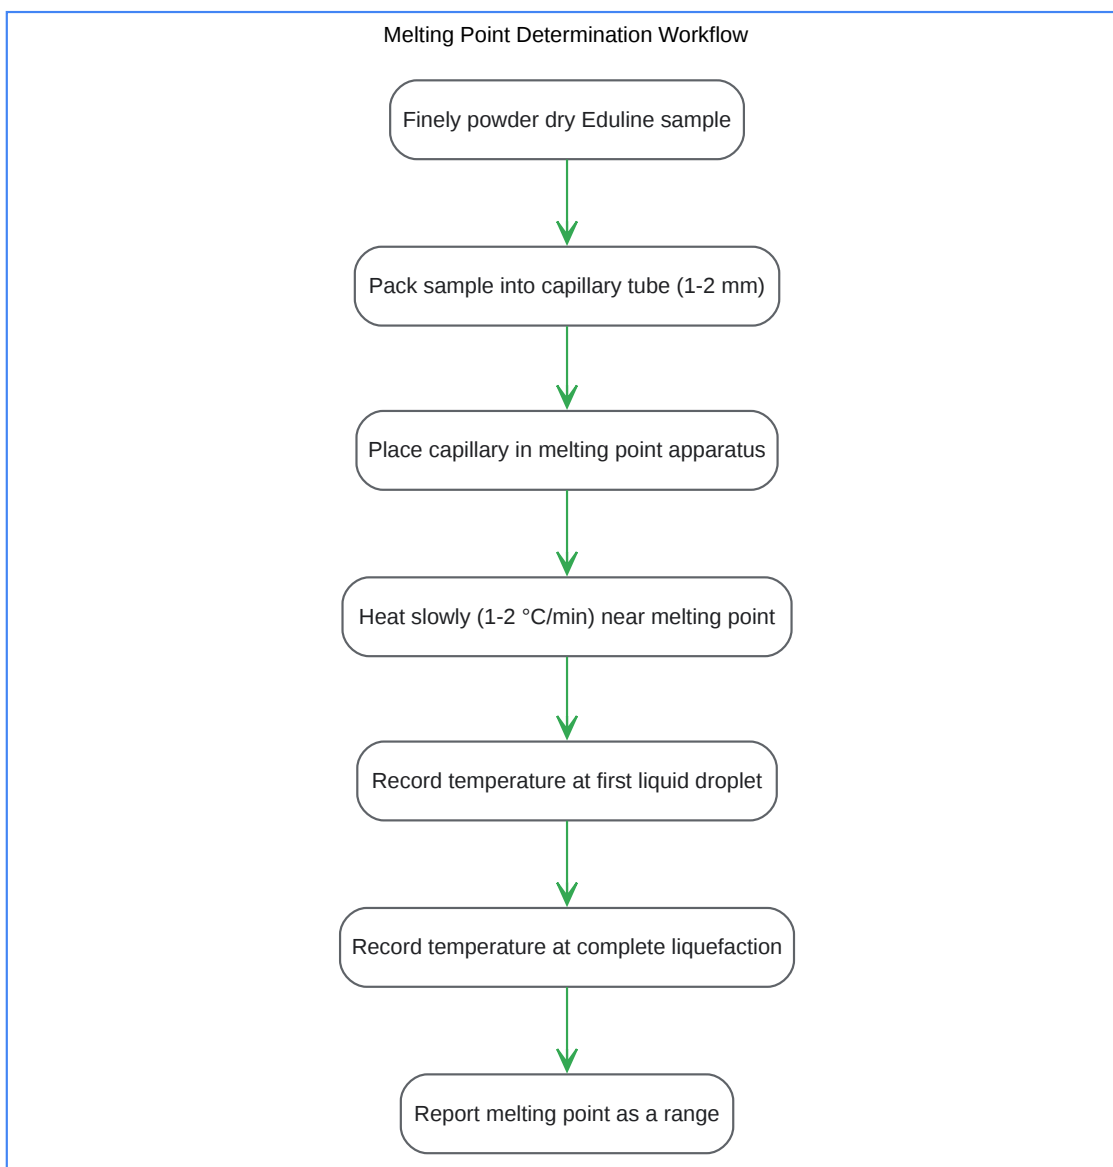 Melting Point Determination Workflow
Finely powder dry Eduline sample
Pack sample into capillary tube (1-2 mm)
Place capillary in melting point apparatus
Heat slowly (1-2 °C/min) near melting point
Record temperature at first liquid droplet
Record temperature at complete liquefaction
Report melting point as a range